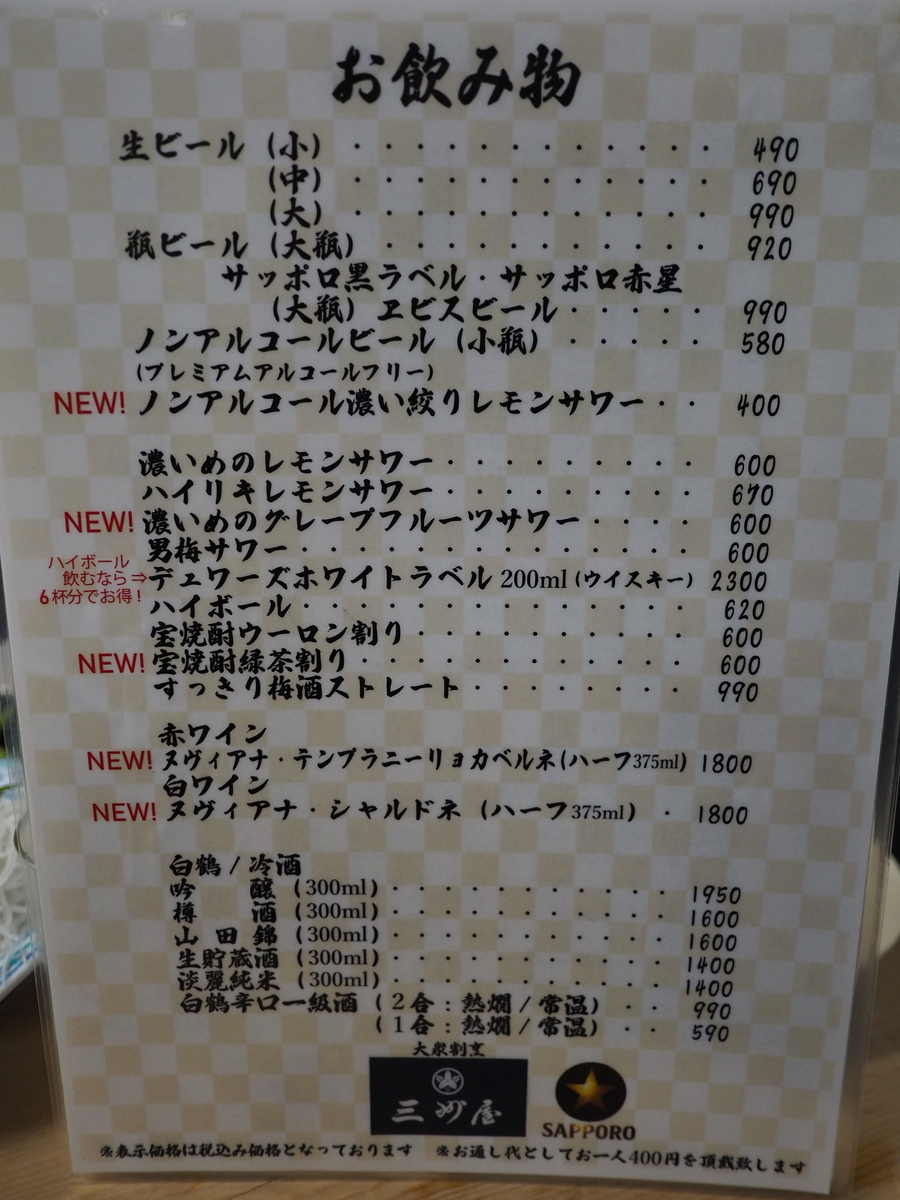 お飲み物
生ビール (小) ・・・・・・・・・・・・ 490
(中) ・・・・・・・・・・・・ 690
(大) ・・・・・・・・・・・・ 990
瓶ビール (大瓶) ・・・・・・・・・・・ 920
サッポロ黒ラベル・サッポロ赤星
(大瓶) ヱビスビール・・・・・ 990
ノンアルコールビール (小瓶) ・・・・・ 580
(プレミアムアルコールフリー)
NEW! ノンアルコール濃い絞りレモンサワー・・ 400
濃いめのレモンサワー・・・・・・・・・ 600
ハイリキレモンサワー・・・・・・・・・ 670
NEW! 濃いめのグレープフルーツサワー・・・・ 600
男梅サワー・・・・・・・・・・・・・ 600
ハイボール
飲むなら⇒デュワーズホワイトラベル 200ml (ウイスキー) 2300
6杯分でお得!
ハイボール・・・・・・・・・・・・・ 620
宝焼酎ウーロン割り・・・・・・・・・ 600
NEW! 宝焼酎緑茶割り・・・・・・・・・・・ 600
すっきり梅酒ストレート・・・・・・・ 990
赤ワイン
NEW! ヌヴィアナ・テンプラニーリョカベルネ(ハーフ375ml) 1800
白ワイン
NEW! ヌヴィアナ・シャルドネ (ハーフ375ml) ・ 1800
白鶴/冷酒
吟醸 (300ml)・・・・・・・・・・・ 1950
樽酒 (300ml)・・・・・・・・・・・ 1600
山田錦 (300ml)・・・・・・・・・・・ 1600
生貯蔵酒 (300ml)・・・・・・・・・・・ 1400
淡麗純米 (300ml)・・・・・・・・・・・ 1400
白鶴辛口一級酒 (2合:熱燗/常温) ・・ 990
(1合:熱燗/常温) ・・ 590
大衆割烹
三州屋
SAPPORO
※表示価格は税込み価格となっております ※お通し代としてお一人400円を頂戴致します